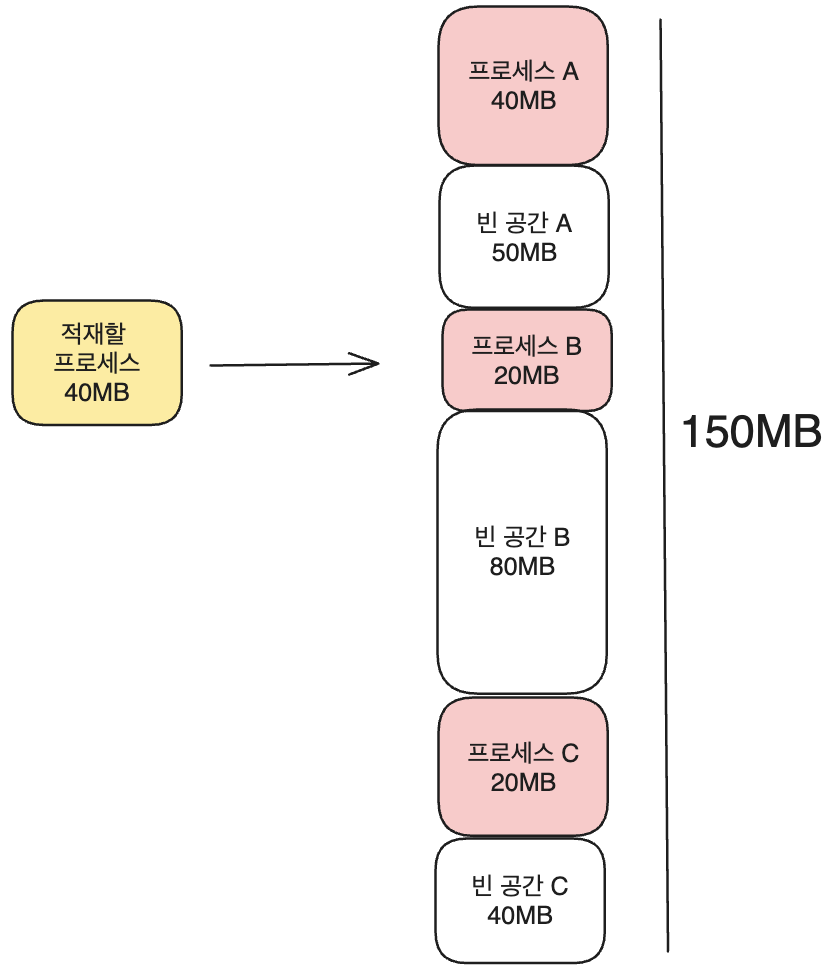 프로세스 A
40MB
빈 공간 A
50MB
적재할
프로세스
40MB
프로세스 B
20MB
150MB
빈 공간 B
80MB
프로세스 C
20MB
빈 공간 C
40MB